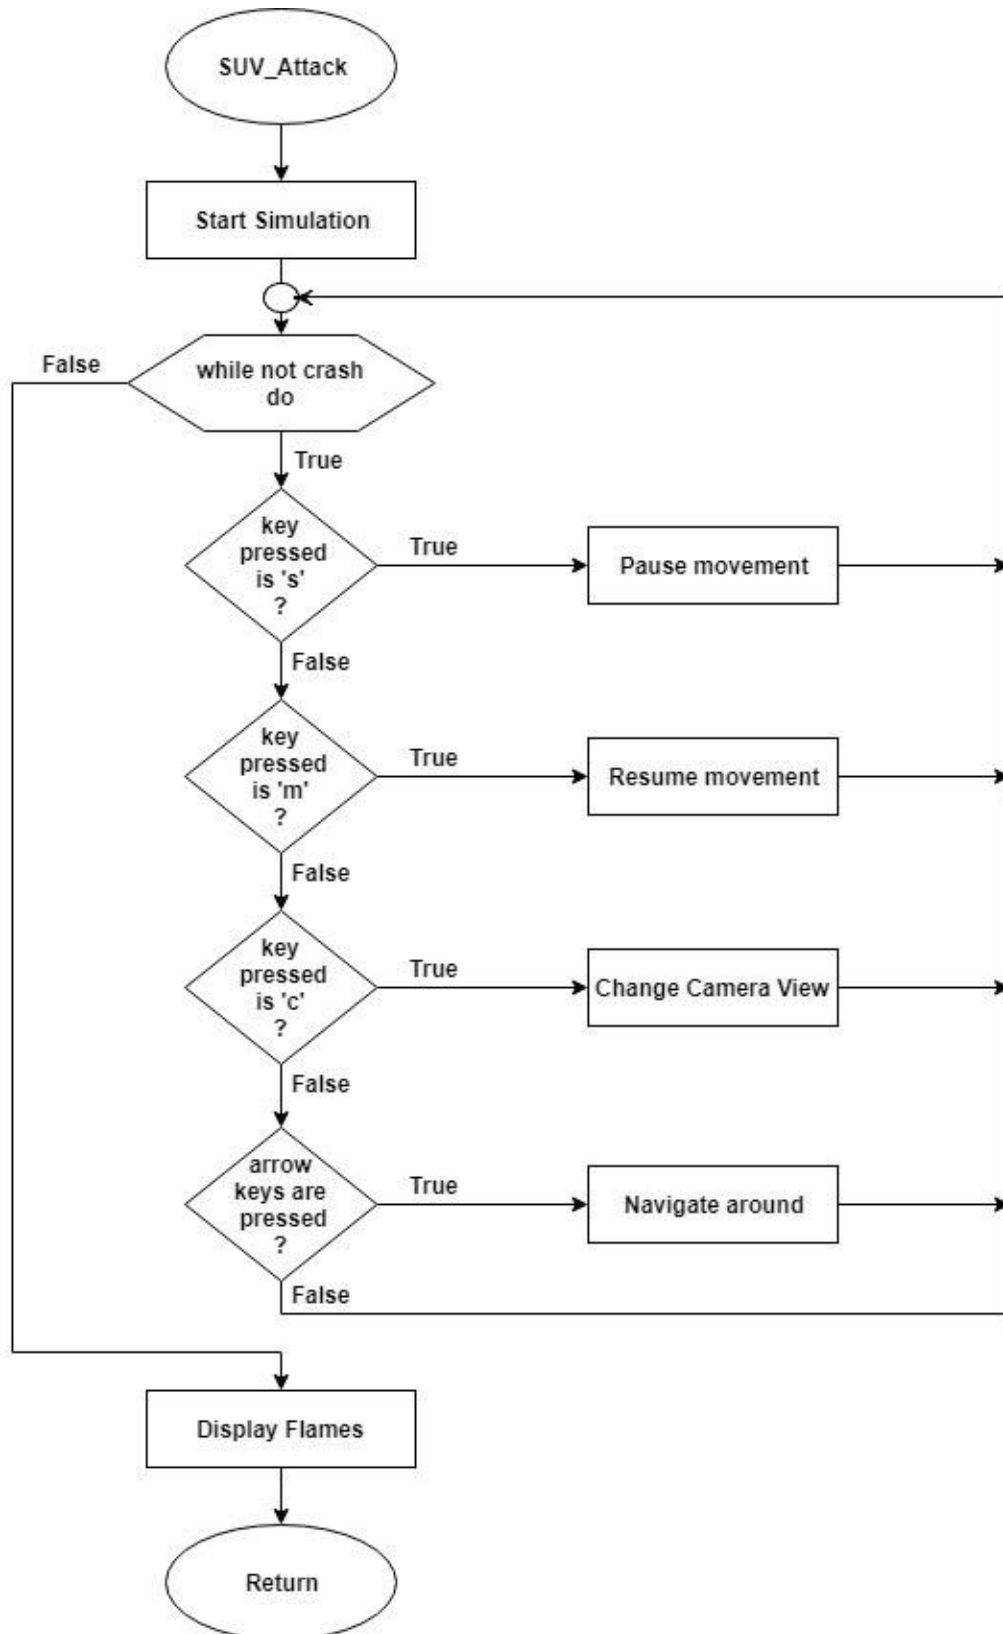 SUV_Attack
Start Simulation
False
while not crash
do
True
key
pressed
is 's'
?
True
Pause movement
False
key
pressed
is 'm'
?
True
Resume movement
False
key
pressed
is 'c'
?
True
Change Camera View
False
arrow
keys are
pressed
?
True
Navigate around
False
Display Flames
Return